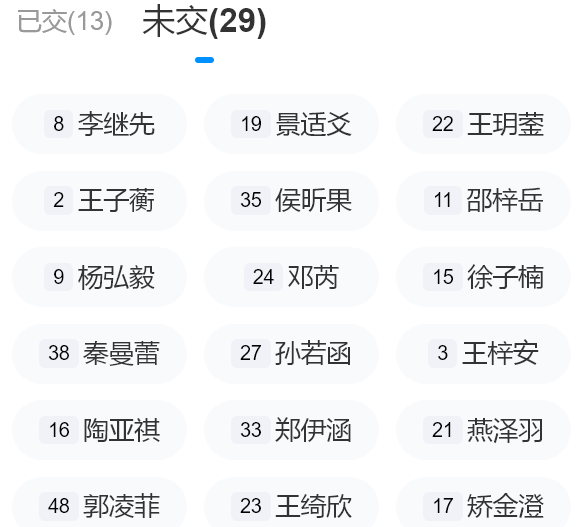 已交(13) 未交(29)
8 李继先 19 景适爻 22 王玥蓥
2 王子蘅 35 侯昕果 11 邵梓岳
9 杨弘毅 24 邓芮 15 徐子楠
38 秦曼蕾 27 孙若函 3 王梓安
16 陶亚祺 33 郑伊涵 21 燕泽羽
48 郭凌菲 23 王绮欣 17 矫金澄